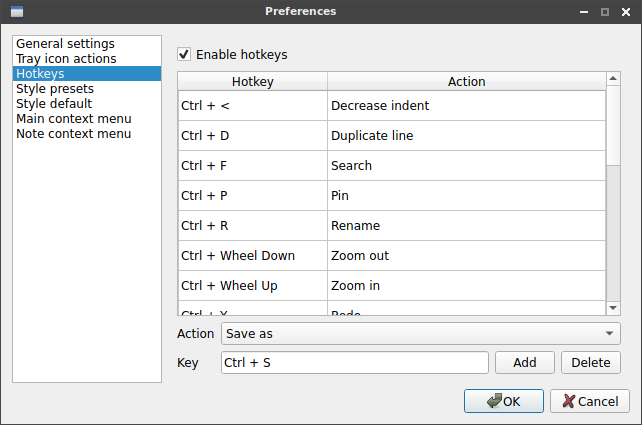 Preferences
General settings
Tray icon actions
Hotkeys
Style presets
Style default
Main context menu
Note context menu
Enable hotkeys
Hotkey Action
Ctrl + < Decrease indent
Ctrl + D Duplicate line
Ctrl + F Search
Ctrl + P Pin
Ctrl + R Rename
Ctrl + Wheel Down Zoom out
Ctrl + Wheel Up Zoom in
Ctrl + Y Redo
Action Save as
Key Ctrl + S Add Delete
OK Cancel